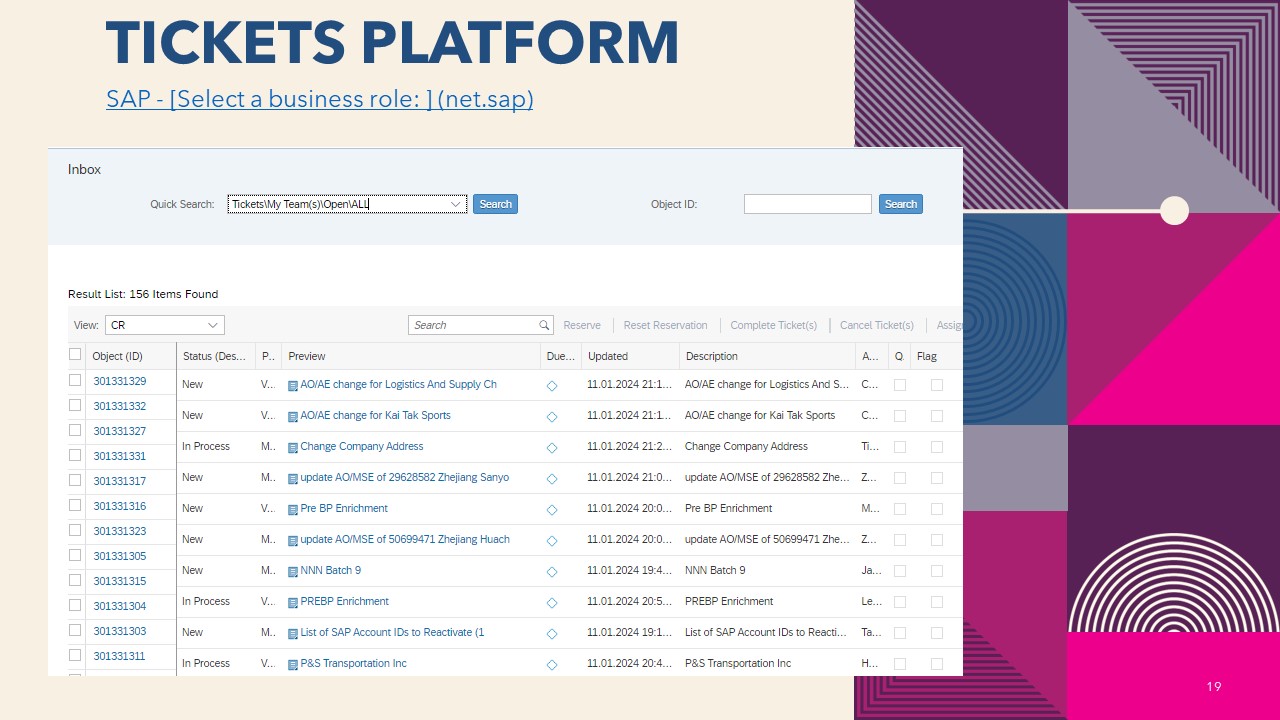 TICKETS PLATFORM
SAP - [Select a business role: ] (net.sap)
Inbox
Quick Search: Tickets\My Team(s)\Open\ALL Search Object ID: Search
Result List: 156 Items Found
View: CR Search Reserve Reset Reservation Complete Ticket(s) Cancel Ticket(s) Assig
Object (ID) Status (Des... P.. Preview Due... Updated Description A... Q. Flag
301331329 New V... AO/AE change for Logistics And Supply Ch 11.01.2024 21:1... AO/AE change for Logistics And S... C...
301331332 New V... AO/AE change for Kai Tak Sports 11.01.2024 21:1... AO/AE change for Kai Tak Sports C...
301331327 In Process M.. Change Company Address 11.01.2024 21:2... Change Company Address Ti...
301331331
301331317 New M.. update AO/MSE of 29628582 Zhejiang Sanyo 11.01.2024 21:0... update AO/MSE of 29628582 Zhe... Z...
301331316 New V... Pre BP Enrichment 11.01.2024 20:0... Pre BP Enrichment M...
301331323 New M.. update AO/MSE of 50699471 Zhejiang Huach 11.01.2024 20:0... update AO/MSE of 50699471 Zhe... Z...
301331305 New M.. NNN Batch 9 11.01.2024 19:4... NNN Batch 9 Ja...
301331315
301331304 In Process V... PREBP Enrichment 11.01.2024 20:5... PREBP Enrichment Le...
301331303 New M.. List of SAP Account IDs to Reactivate (1 11.01.2024 19:1... List of SAP Account IDs to Reacti... Ta...
301331311 In Process V... P&S Transportation Inc 11.01.2024 20:4... P&S Transportation Inc H...
19